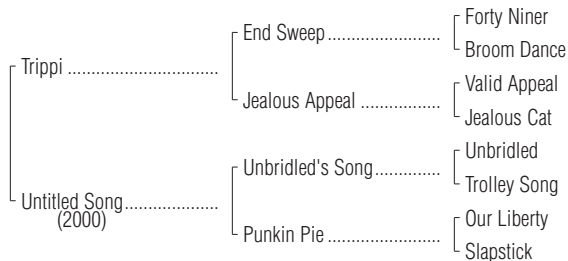 Forty Niner
End Sweep ........................
Broom Dance
Trippi ................................
Valid Appeal
Jealous Appeal .................
Jealous Cat
Unbridled
Unbridled's Song..............
Trolley Song
Untitled Song....................
(2000)
Our Liberty
Punkin Pie ........................
Slapstick